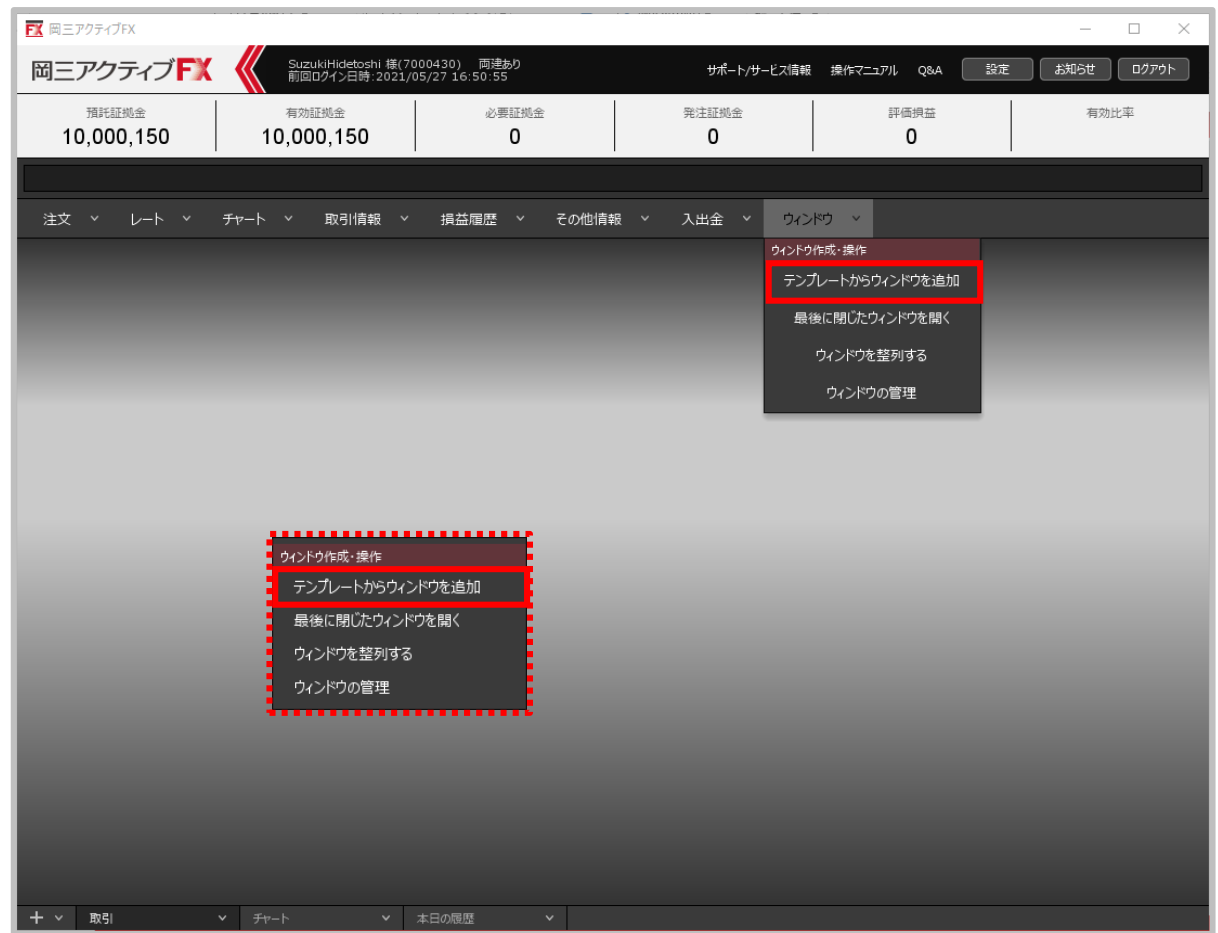 FX 岡三アクティブFX
岡三アクティブFX
SuzukiHidetoshi 様(7000430) 両建あり
前回ログイン日時:2021/05/27 16:50:55
サポート/サービス情報 操作マニュアル Q&A 設定 お知らせ ログアウト
預託証拠金 有効証拠金 必要証拠金 発注証拠金 評価損益 有効比率
10,000,150 10,000,150 0 0 0
注文 レート チャート 取引情報 損益履歴 その他情報 入出金 ウィンドウ
ウィンドウ作成・操作
テンプレートからウィンドウを追加
最後に閉じたウィンドウを開く
ウィンドウを整列する
ウィンドウの管理
ウィンドウ作成・操作
テンプレートからウィンドウを追加
最後に閉じたウィンドウを開く
ウィンドウを整列する
ウィンドウの管理
取引 チャート 本日の履歴